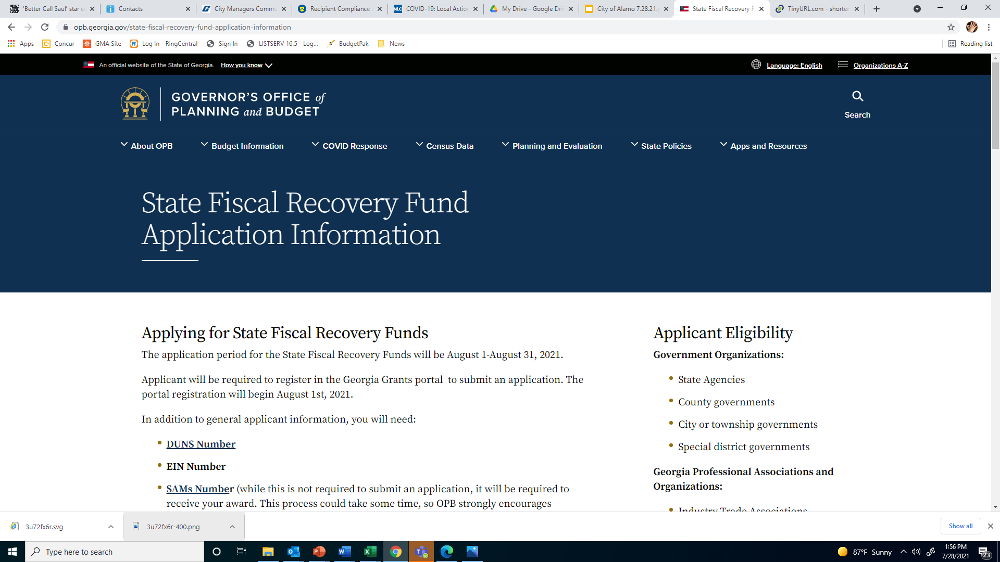 'Better Call Saul' star c
Contacts
City Managers Commu
Recipient Compliance
NLC COVID-19: Local Action
My Drive - Google Dri
City of Alamo 7.28.21.
State Fiscal Recovery F
TinyURL.com - shorten
opb.georgia.gov/state-fiscal-recovery-fund-application-information
Apps Concur GMA Site Log In - RingCentral Sign In LISTSERV 16.5 - Log... BudgetPak News Reading list
An official website of the State of Georgia. How you know Language: English Organizations A-Z
GOVERNOR'S OFFICE of
PLANNING and BUDGET
Search
About OPB Budget Information COVID Response Census Data Planning and Evaluation State Policies Apps and Resources
State Fiscal Recovery Fund
Application Information
Applying for State Fiscal Recovery Funds
The application period for the State Fiscal Recovery Funds will be August 1-August 31, 2021.
Applicant will be required to register in the Georgia Grants portal to submit an application. The
portal registration will begin August 1st, 2021.
In addition to general applicant information, you will need:
DUNS Number
EIN Number
SAMs Number (while this is not required to submit an application, it will be required to
receive your award. This process could take some time, so OPB strongly encourages
Applicant Eligibility
Government Organizations:
State Agencies
County governments
City or township governments
Special district governments
Georgia Professional Associations and
Organizations:
Industry Trade Associations
3u72fx6r.svg
3u72fx6r-400.png
Show all
Type here to search
87°F Sunny
1:56 PM
7/28/2021
23